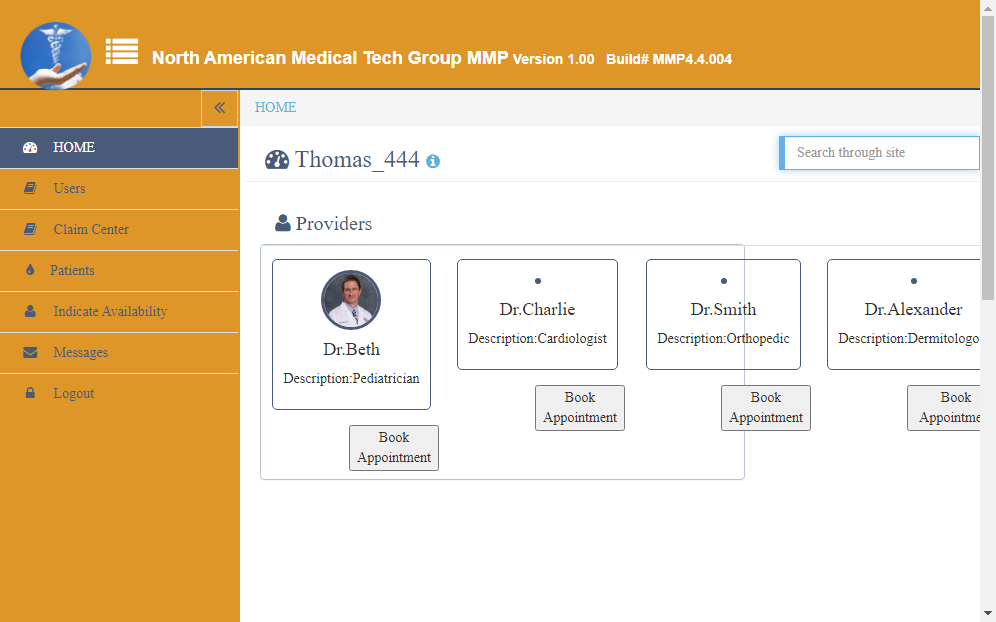 North American Medical Tech Group MMP Version 1.00 Build# MMP4.4.004
HOME
HOME
Users
Claim Center
Patients
Indicate Availability
Messages
Logout
Thomas_444
Search through site
Providers
Dr.Beth
Description:Pediatrician
Book
Appointment
Dr.Charlie
Description:Cardiologist
Book
Appointment
Dr.Smith
Description:Orthopedic
Book
Appointment
Dr.Alexander
Description:Dermitologo
Book
Appointme